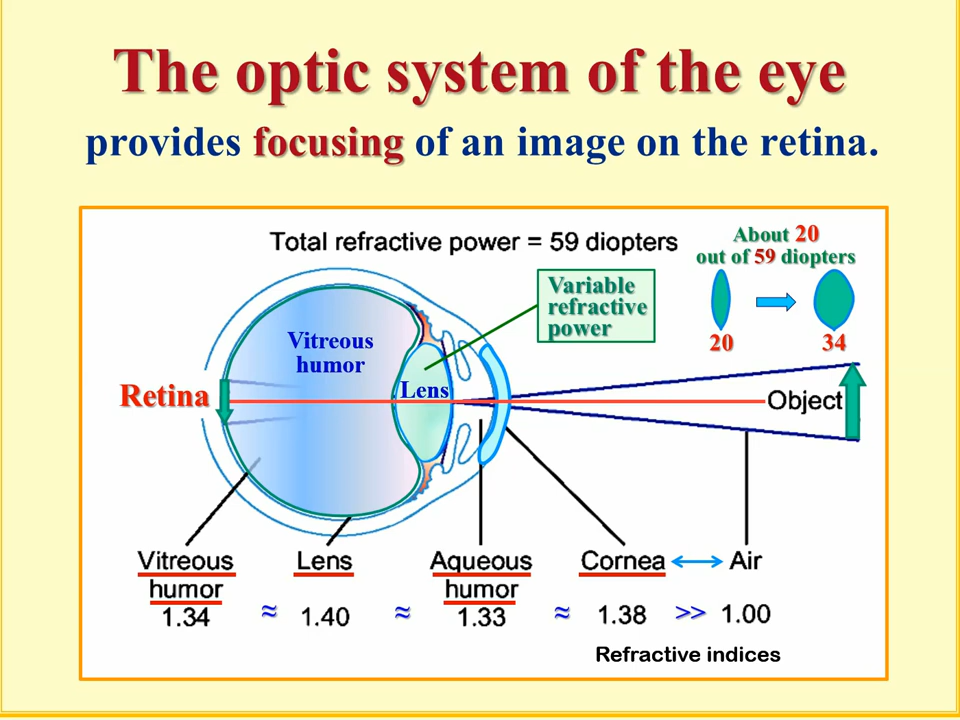 The optic system of the eye
provides focusing of an image on the retina.
Total refractive power = 59 diopters
About 20
out of 59 diopters
Variable
refractive
power
20
34
Vitreous
humor
Lens
Retina
Object
Vitreous
humor
1.34
≈
Lens
1.40
≈
Aqueous
humor
1.33
≈
Cornea
1.38
>>
Air
1.00
Refractive indices